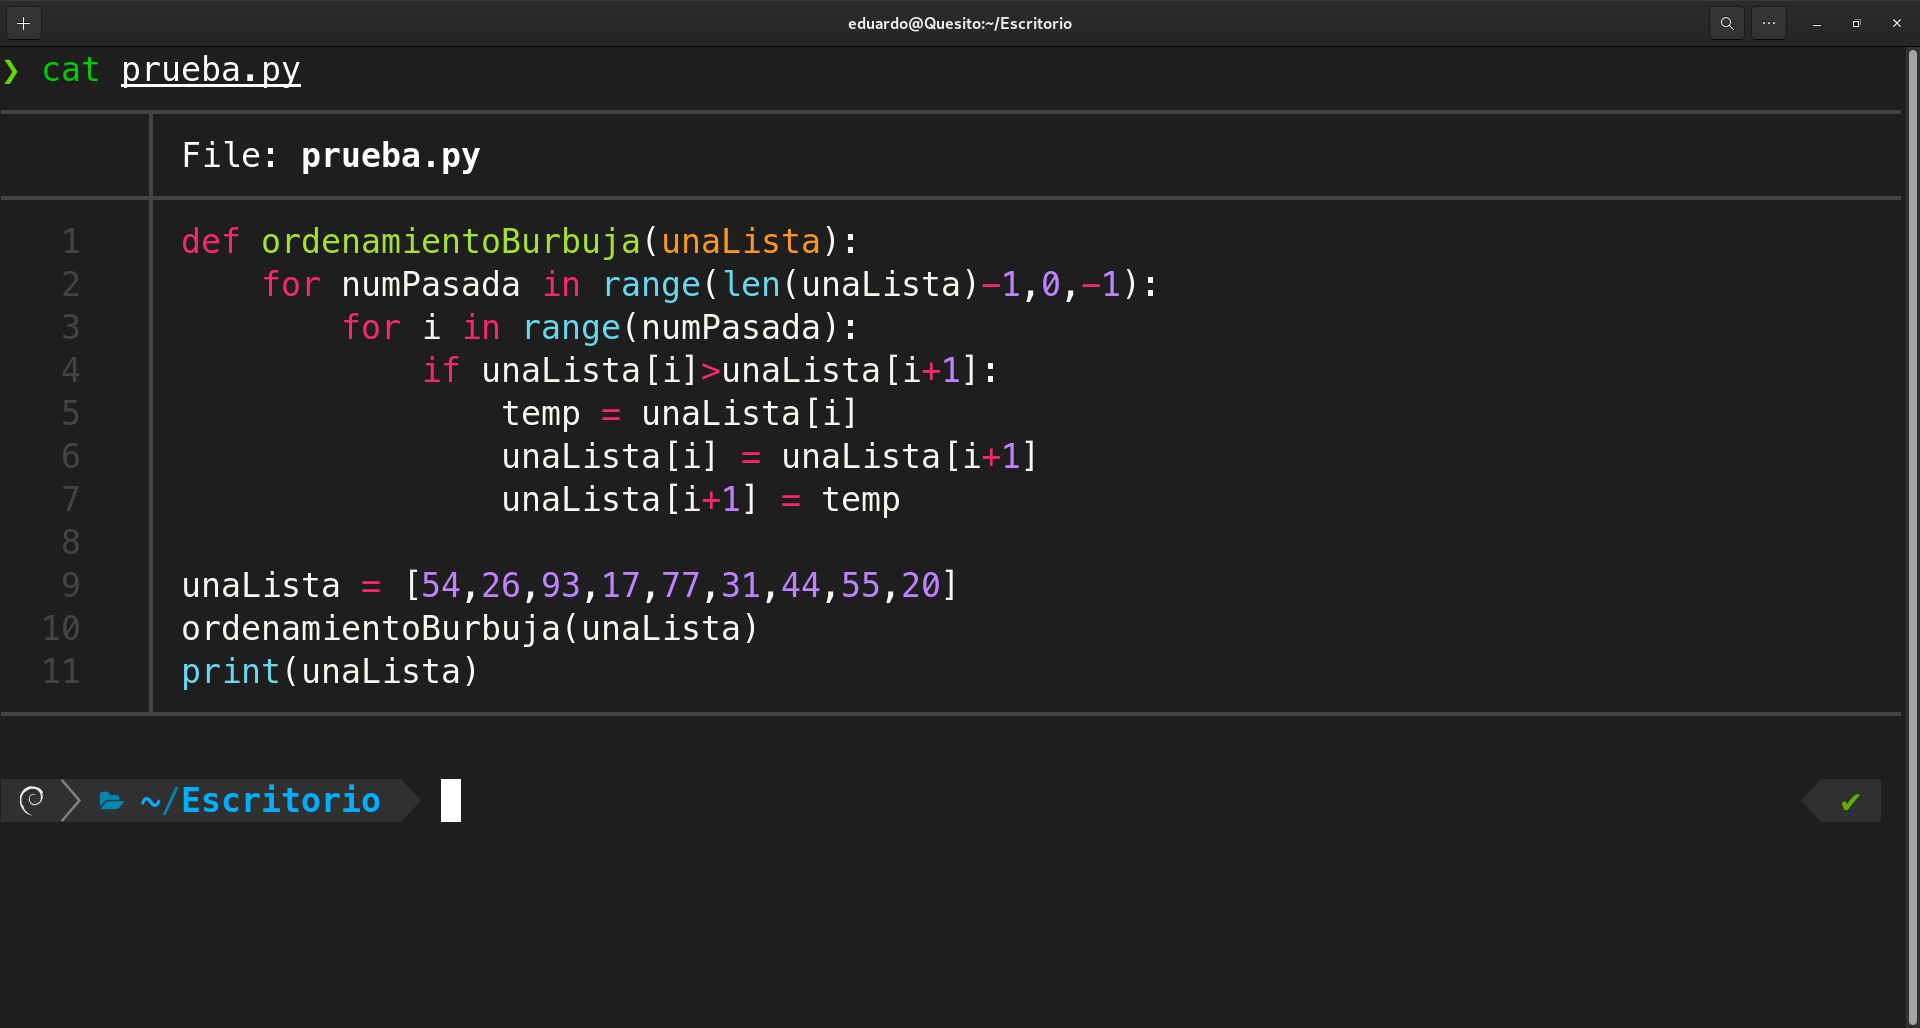 eduardo@Quesito:~/Escritorio
❯ cat prueba.py
File: prueba.py
1 def ordenamientoBurbuja(unaLista):
2     for numPasada in range(len(unaLista)-1,0,-1):
3         for i in range(numPasada):
4             if unaLista[i]>unaLista[i+1]:
5                 temp = unaLista[i]
6                 unaLista[i] = unaLista[i+1]
7                 unaLista[i+1] = temp
8
9 unaLista = [54,26,93,17,77,31,44,55,20]
10 ordenamientoBurbuja(unaLista)
11 print(unaLista)
~/Escritorio ✔